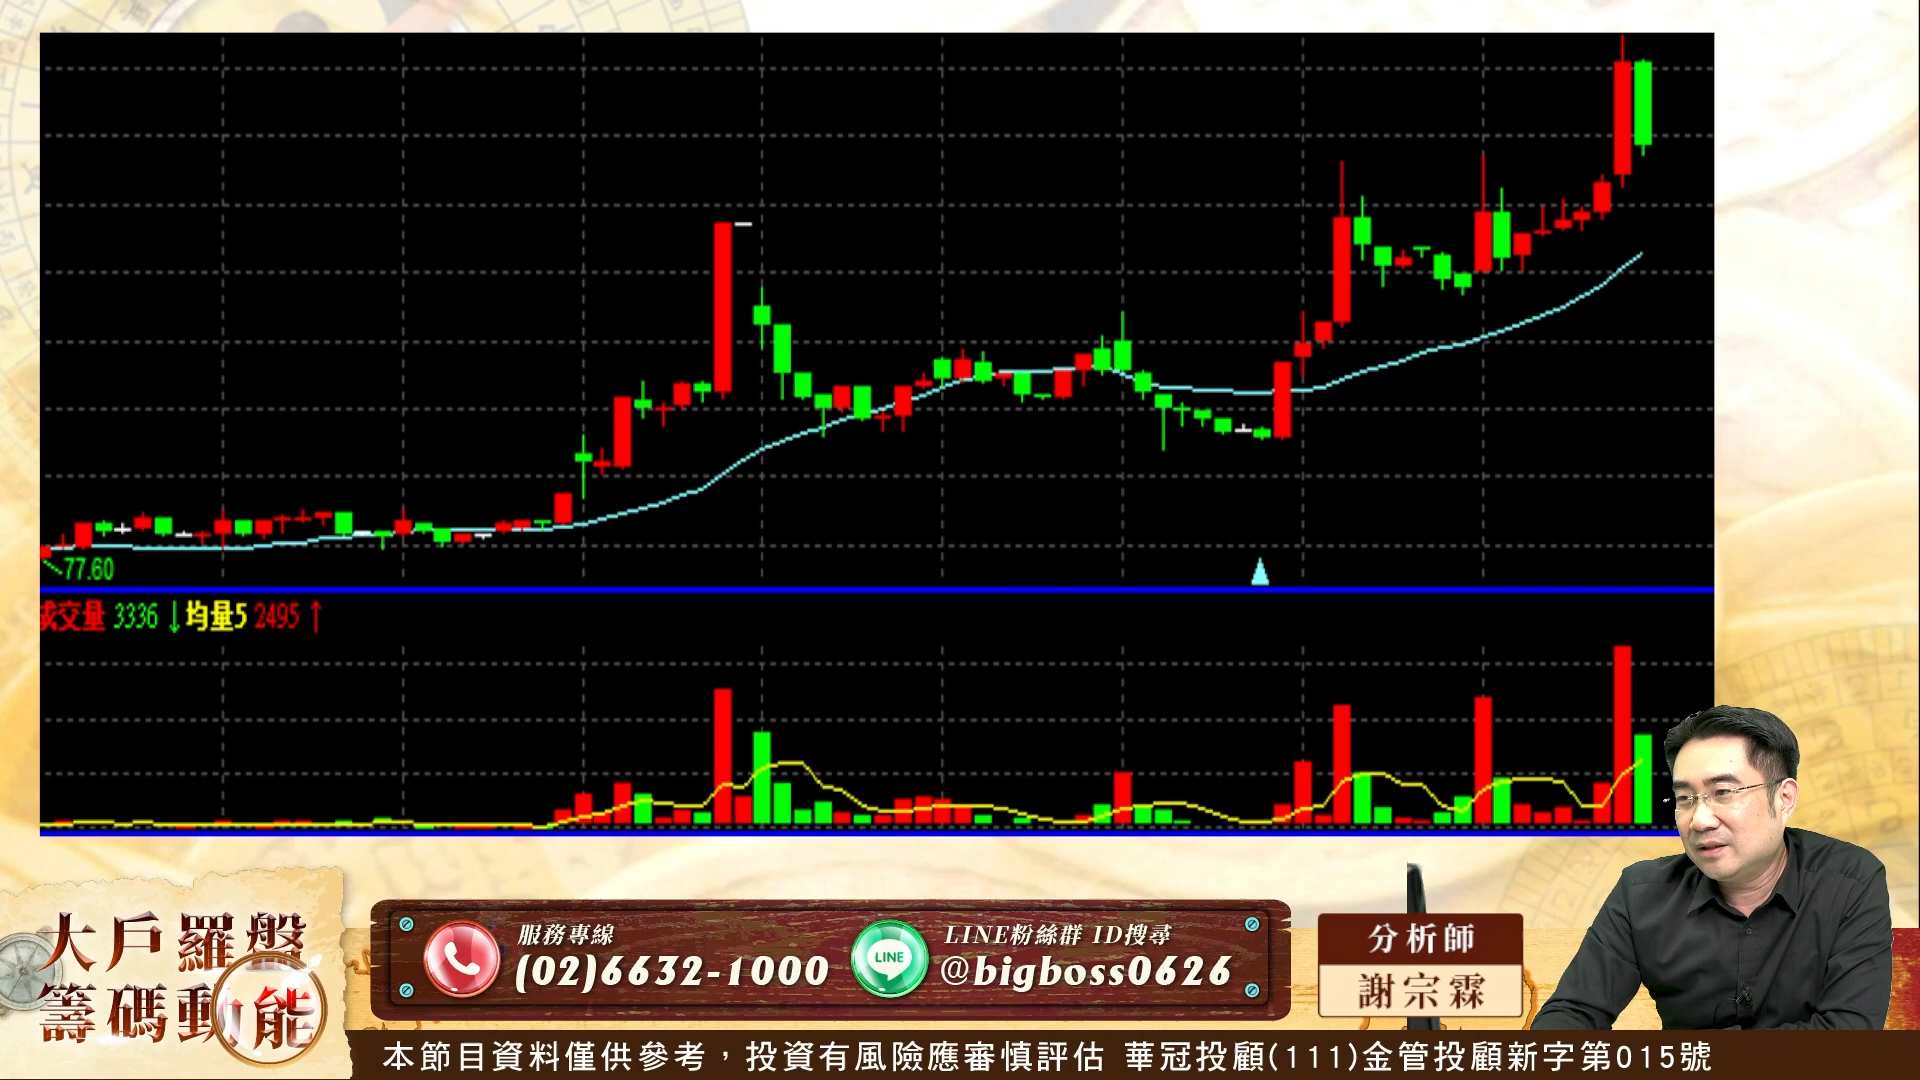 77.60
成交量 3336 ↓ 均量5 2495 ↑
大戶羅盤
籌碼動能
服務專線
(02)6632-1000
LINE
LINE粉絲群 ID搜尋
@bigboss0626
分析師
謝宗霖
本節目資料僅供參考，投資有風險應審慎評估 華冠投顧(111)金管投顧新字第015號